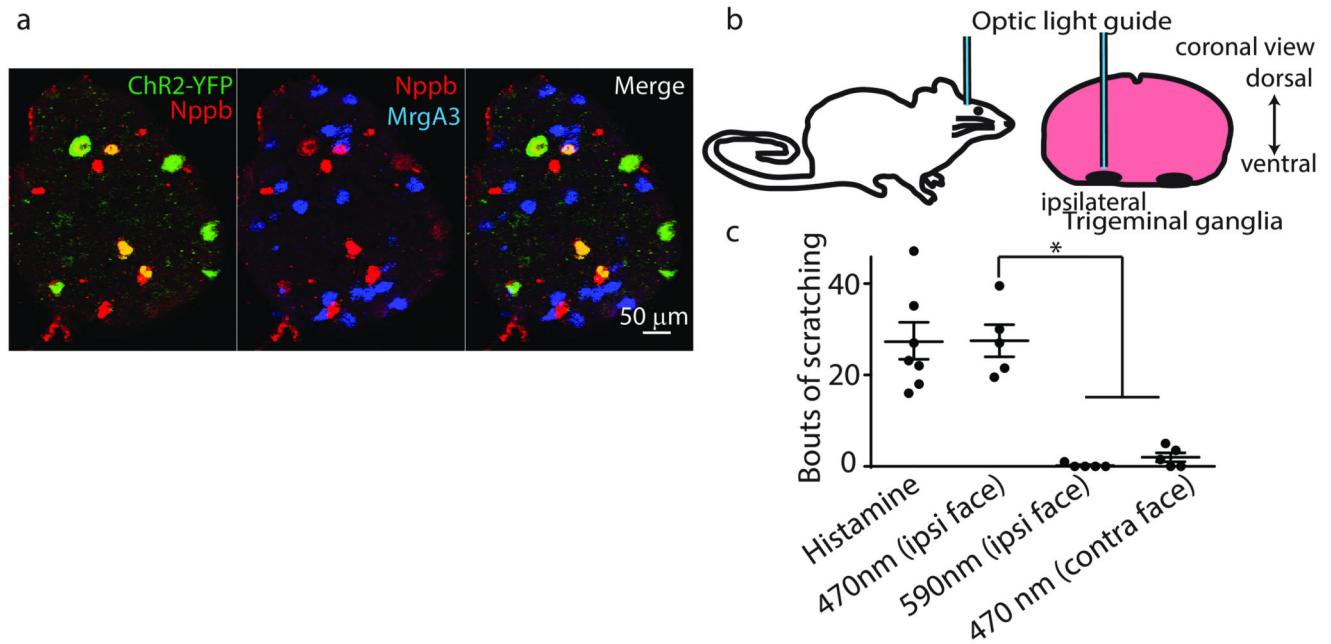 a
ChR2-YFP
Nppb
Nppb
MrgA3
Merge
50 μm
b
Optic light guide
coronal view
dorsal
ventral
ipsilateral
Trigeminal ganglia
c
Bouts of scratching
40
20
0
*
Histamine
470nm (ipsi face)
590nm (ipsi face)
470 nm (contra face)